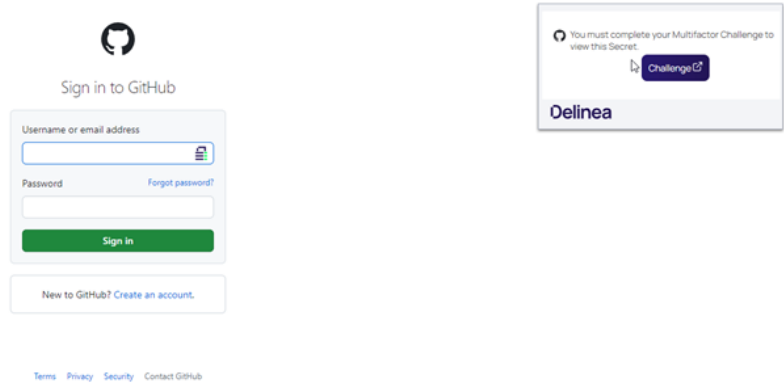 Sign in to GitHub
Username or email address
Password
Forgot password?
Sign in
New to GitHub? Create an account.
Terms Privacy Security Contact GitHub
You must complete your Multifactor Challenge to
view this Secret.
Challenge
Delinea